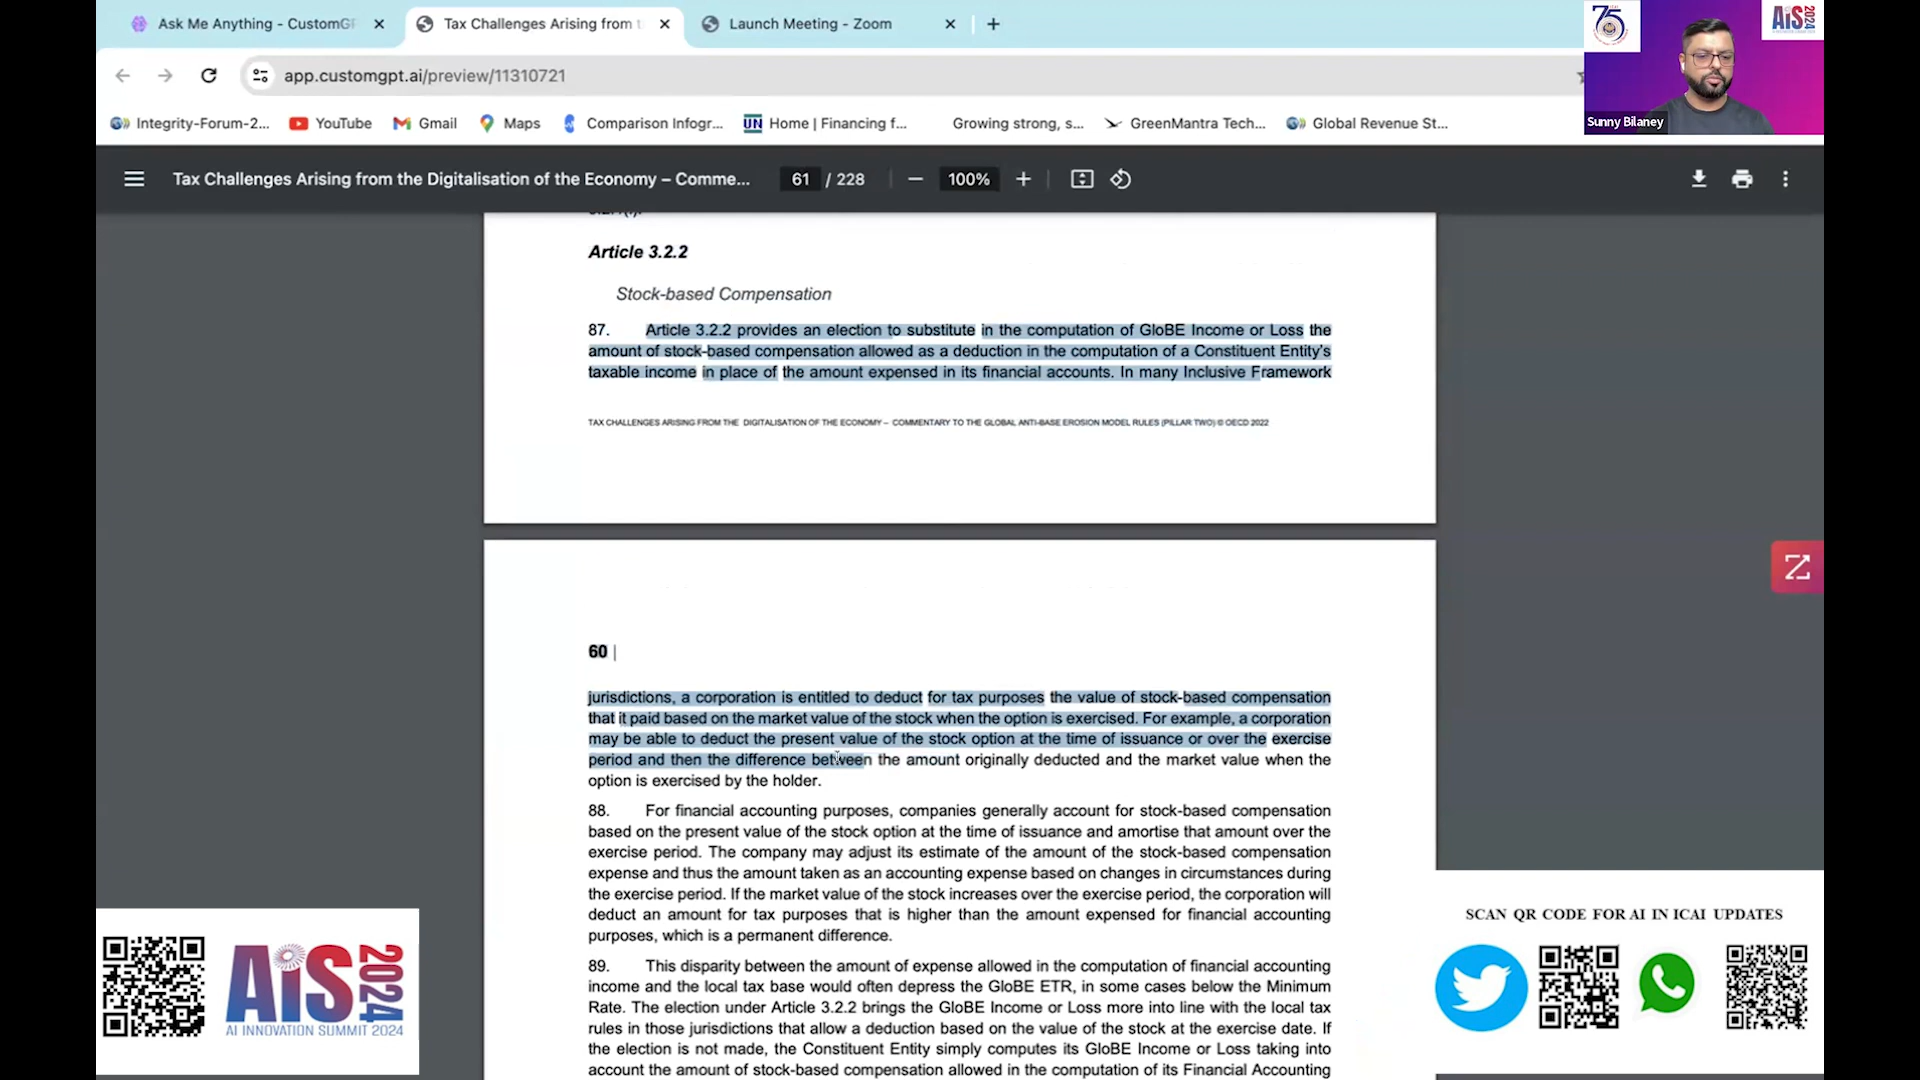 Ask Me Anything - CustomGP
Tax Challenges Arising from t
Launch Meeting - Zoom
app.customgpt.ai/preview/11310721
Integrity-Forum-2...
YouTube
Gmail
Maps
Comparison Infogr...
UN Home | Financing f...
Growing strong, s...
GreenMantra Tech...
Global Revenue St...
75
AiS 2024
Sunny Bilaney
Tax Challenges Arising from the Digitalisation of the Economy – Comme...
61 / 228
100%
Article 3.2.2
Stock-based Compensation
87. Article 3.2.2 provides an election to substitute in the computation of GloBE Income or Loss the
amount of stock-based compensation allowed as a deduction in the computation of a Constituent Entity's
taxable income in place of the amount expensed in its financial accounts. In many Inclusive Framework
TAX CHALLENGES ARISING FROM THE DIGITALISATION OF THE ECONOMY – COMMENTARY TO THE GLOBAL ANTI-BASE EROSION MODEL RULES (PILLAR TWO) © OECD 2022
60 |
jurisdictions, a corporation is entitled to deduct for tax purposes the value of stock-based compensation
that it paid based on the market value of the stock when the option is exercised. For example, a corporation
may be able to deduct the present value of the stock option at the time of issuance or over the exercise
period and then the difference between the amount originally deducted and the market value when the
option is exercised by the holder.
88. For financial accounting purposes, companies generally account for stock-based compensation
based on the present value of the stock option at the time of issuance and amortise that amount over the
exercise period. The company may adjust its estimate of the amount of the stock-based compensation
expense and thus the amount taken as an accounting expense based on changes in circumstances during
the exercise period. If the market value of the stock increases over the exercise period, the corporation will
deduct an amount for tax purposes that is higher than the amount expensed for financial accounting
purposes, which is a permanent difference.
89. This disparity between the amount of expense allowed in the computation of financial accounting
income and the local tax base would often depress the GloBE ETR, in some cases below the Minimum
Rate. The election under Article 3.2.2 brings the GloBE Income or Loss more into line with the local tax
rules in those jurisdictions that allow a deduction based on the value of the stock at the exercise date. If
the election is not made, the Constituent Entity simply computes its GloBE Income or Loss taking into
account the amount of stock-based compensation allowed in the computation of its Financial Accounting
AiS 2024
AI INNOVATION SUMMIT 2024
SCAN QR CODE FOR AI IN ICAI UPDATES